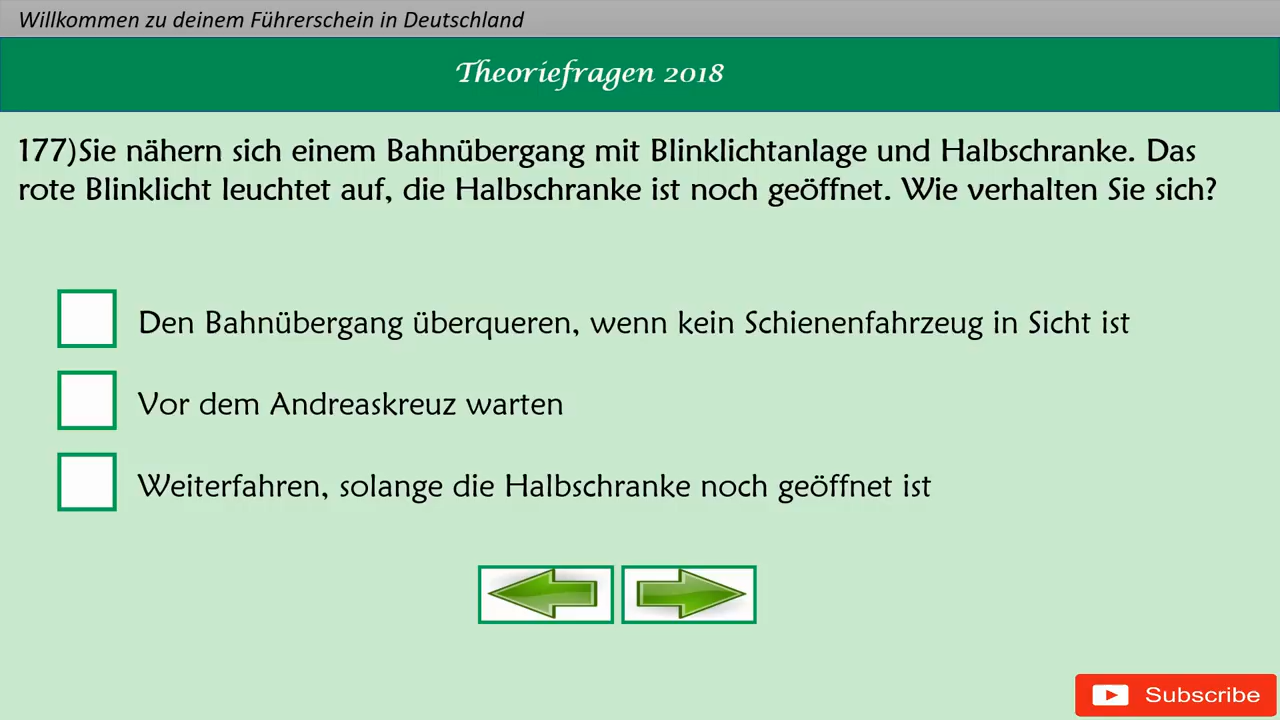 Willkommen zu deinem Führerschein in Deutschland
Theoriefragen 2018
177)Sie nähern sich einem Bahnübergang mit Blinklichtanlage und Halbschranke. Das
rote Blinklicht leuchtet auf, die Halbschranke ist noch geöffnet. Wie verhalten Sie sich?
Den Bahnübergang überqueren, wenn kein Schienenfahrzeug in Sicht ist
Vor dem Andreaskreuz warten
Weiterfahren, solange die Halbschranke noch geöffnet ist
Subscribe